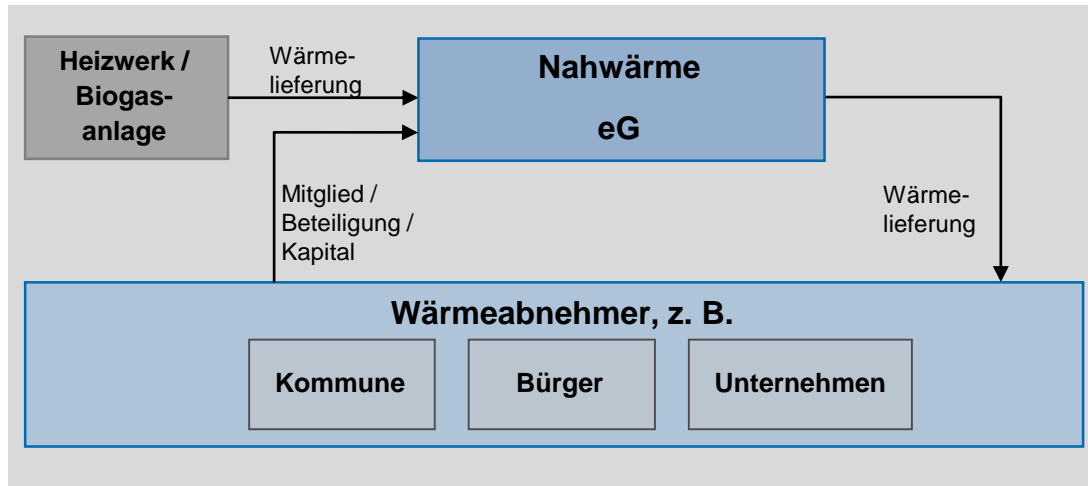 Heizwerk /
Biogas-
anlage
Wärme-
lieferung
Nahwärme
eG
Mitglied /
Beteiligung /
Kapital
Wärme-
lieferung
Wärmeabnehmer, z. B.
Kommune
Bürger
Unternehmen